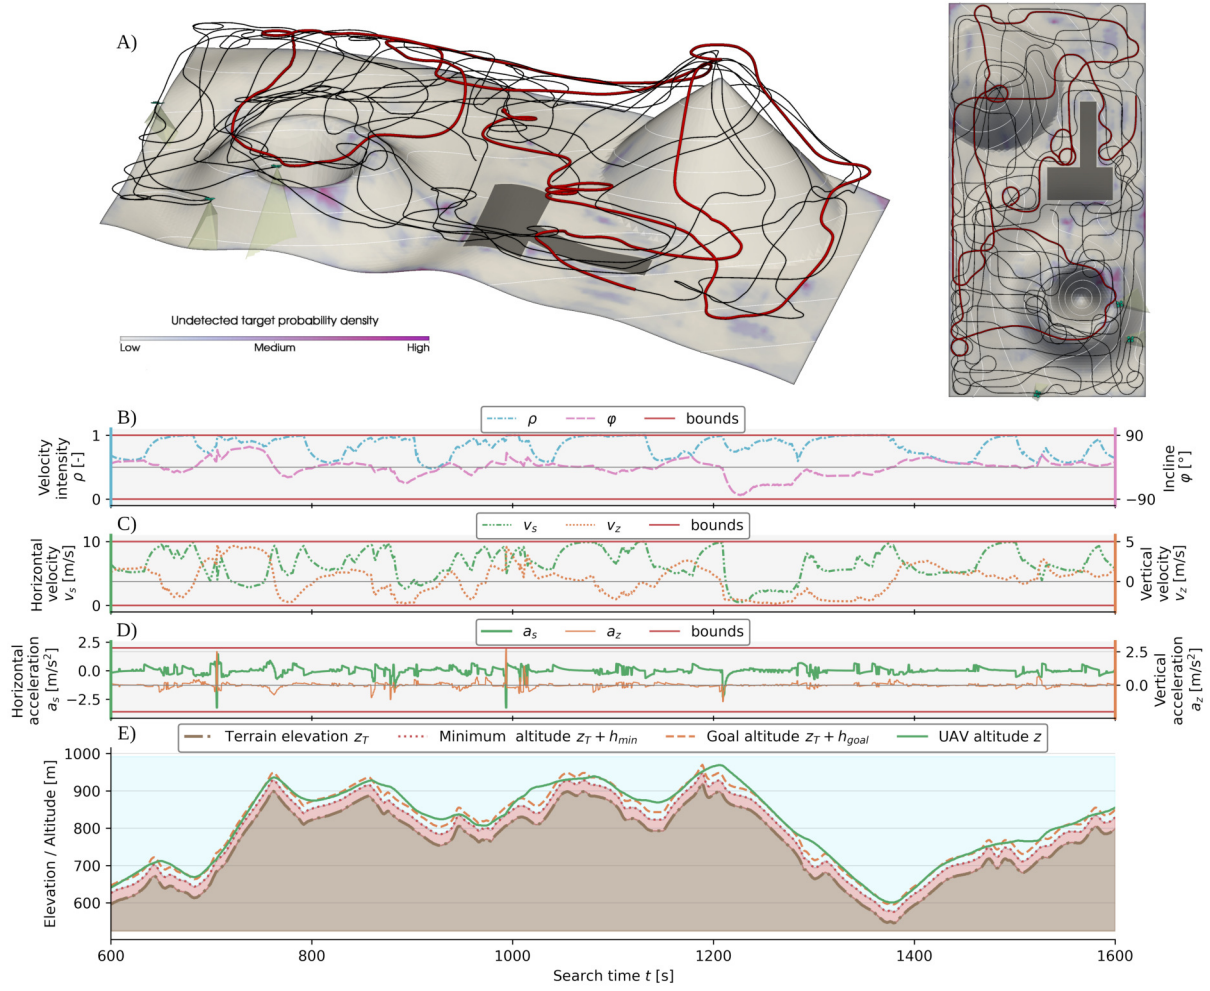 A)
Undetected target probability density
Low Medium High
B)
ρ φ bounds
Velocity
intensity
ρ [-]
1
0
90
−90
Incline
φ [°]
C)
v_s v_z bounds
Horizontal
velocity
v_s [m/s]
10
0
5
0
Vertical
velocity
v_z [m/s]
D)
a_s a_z bounds
Horizontal
acceleration
a_s [m/s²]
2.5
0.0
−2.5
2.5
0.0
Vertical
acceleration
a_z [m/s²]
E)
Terrain elevation z_T Minimum altitude z_T + h_min Goal altitude z_T + h_goal UAV altitude z
Elevation / Altitude [m]
1000
900
800
700
600
600 800 1000 1200 1400 1600
Search time t [s]